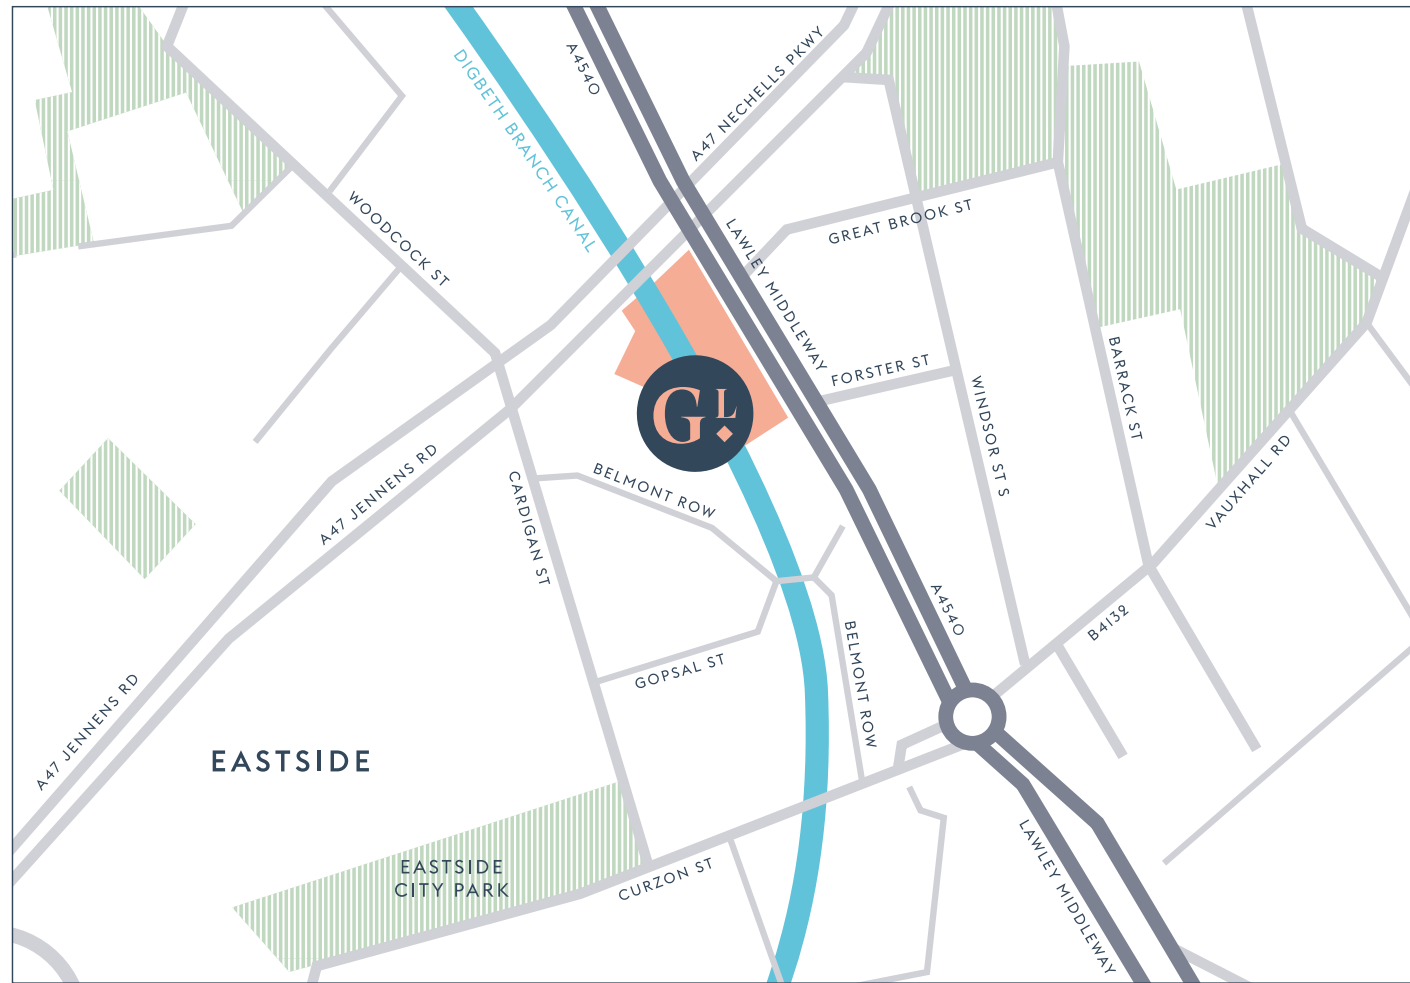 A4540
A47 NECHELLS PKWY
DIGBETH BRANCH CANAL
WOODCOCK ST
GREAT BROOK ST
LAWLEY MIDDLEWAY
FORSTER ST
BARRACK ST
WINDSOR ST S
GL
VAUXHALL RD
A47 JENNENS RD
BELMONT ROW
CARDIGAN ST
A4540
B4132
BELMONT ROW
GOPSAL ST
A47 JENNENS RD
EASTSIDE
EASTSIDE
CITY PARK
CURZON ST
LAWLEY MIDDLEWAY